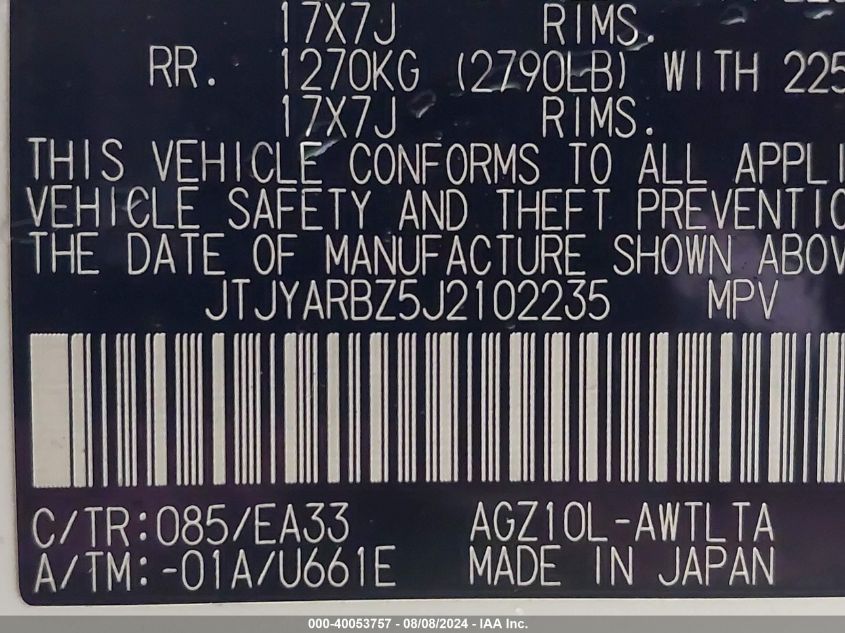 17X7J RIMS.
RR. 1270KG (2790LB) WITH 225
17X7J RIMS.
THIS VEHICLE CONFORMS TO ALL APPLI
VEHICLE SAFETY AND THEFT PREVENTIO
THE DATE OF MANUFACTURE SHOWN ABOV
JTJYARBZ5J2102235 MPV
C/TR:085/EA33 AGZ10L-AWTLTA
A/TM:-01A/U661E MADE IN JAPAN
000-40053757 - 08/08/2024 - IAA Inc.